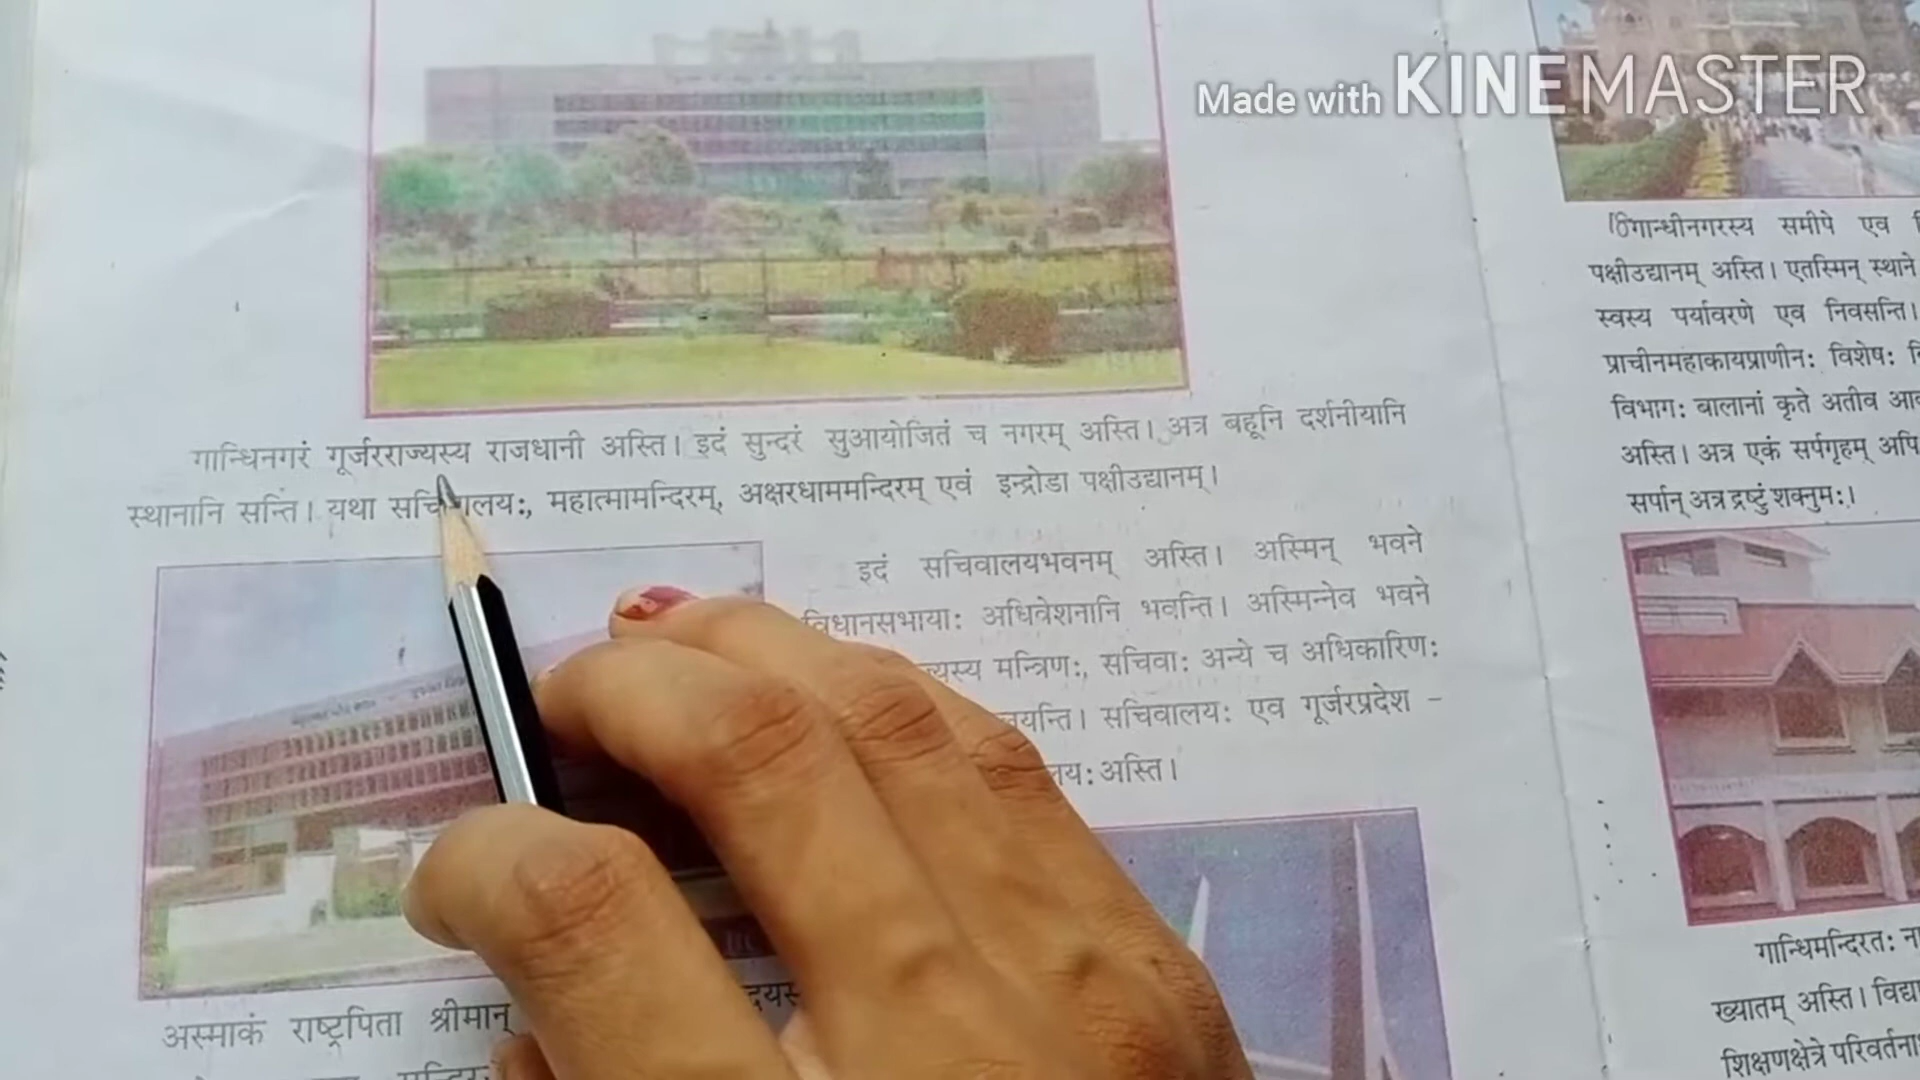 Made with KINEMASTER
गान्धिनगरं गूर्जरराज्यस्य राजधानी अस्ति। इदं सुन्दरं सुआयोजितं च नगरम् अस्ति। अत्र बहूनि दर्शनीयानि
स्थानानि सन्ति। यथा सचिवालयः, महात्मामन्दिरम्, अक्षरधाममन्दिरम् एवं इन्द्रोडा पक्षीउद्यानम्।
इदं सचिवालयभवनम् अस्ति। अस्मिन् भवने
विधानसभायाः अधिवेशनानि भवन्ति। अस्मिन्नेव भवने
मन्त्रिणः, सचिवाः अन्ये च अधिकारिणः
सचिवालयः एव गूर्जरप्रदेश –
अस्ति।
अस्माकं राष्ट्रपिता श्रीमान्
गान्धीनगरस्य समीपे एव
पक्षीउद्यानम् अस्ति। एतस्मिन् स्थाने
स्वस्य पर्यावरणे एव निवसन्ति।
प्राचीनमहाकायप्राणीनः विशेषः
विभागः बालानां कृते अतीव
अस्ति। अत्र एकं सर्पगृहम् अपि
सर्पान् अत्र द्रष्टुं शक्नुमः।
गान्धिमन्दिरतः
ख्यातम् अस्ति।
शिक्षणक्षेत्रे